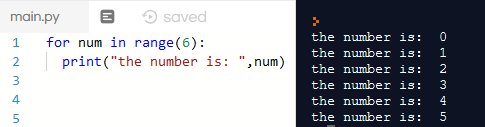 main.py saved
1 for num in range(6):
2 print("the number is: ",num)
3
4
5
the number is:  0
the number is:  1
the number is:  2
the number is:  3
the number is:  4
the number is:  5